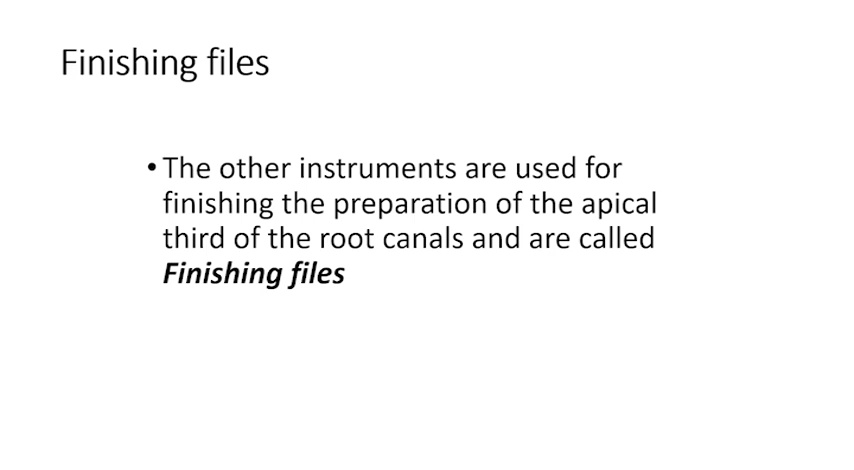 Finishing files
• The other instruments are used for
finishing the preparation of the apical
third of the root canals and are called
Finishing files